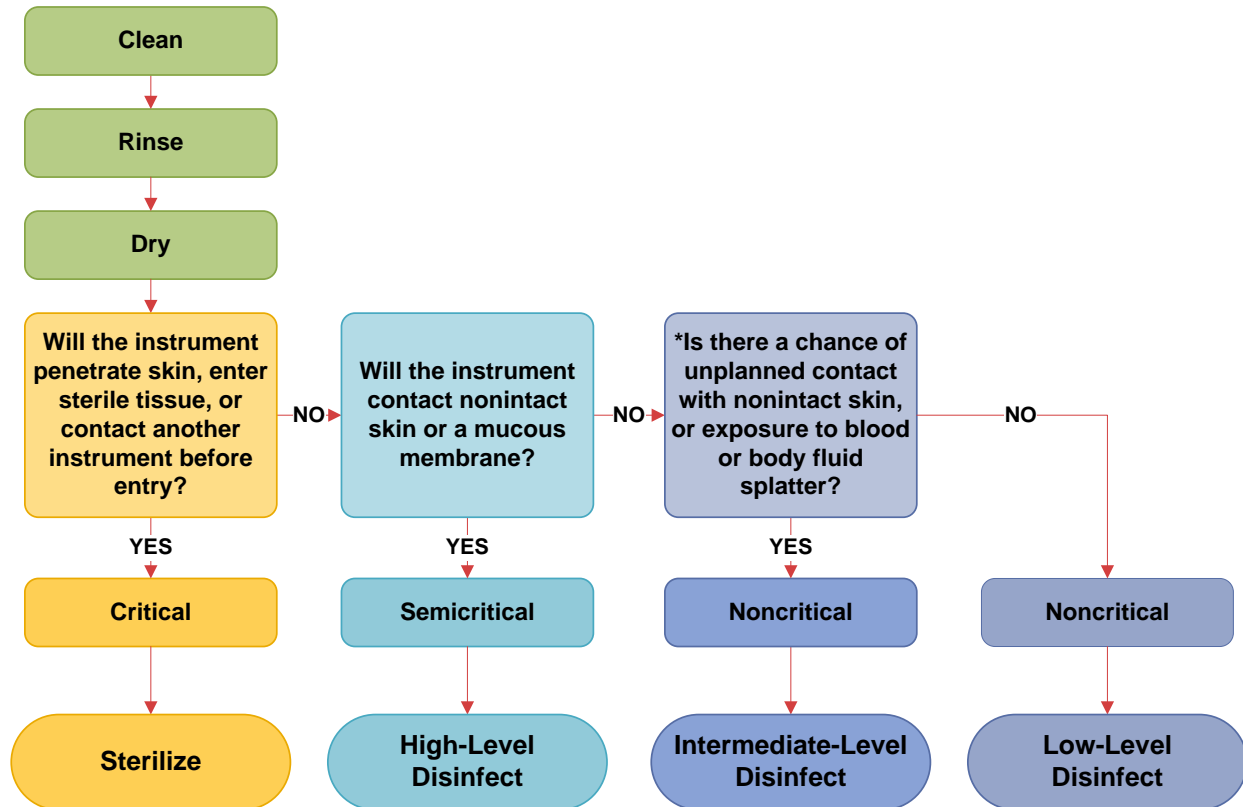 Clean
Rinse
Dry
Will the instrument
penetrate skin, enter
sterile tissue, or
contact another
instrument before
entry?
NO
Will the instrument
contact nonintact
skin or a mucous
membrane?
NO
*Is there a chance of
unplanned contact
with nonintact skin,
or exposure to blood
or body fluid
splatter?
NO
YES
YES
YES
Critical
Semicritical
Noncritical
Noncritical
Sterilize
High-Level
Disinfect
Intermediate-Level
Disinfect
Low-Level
Disinfect